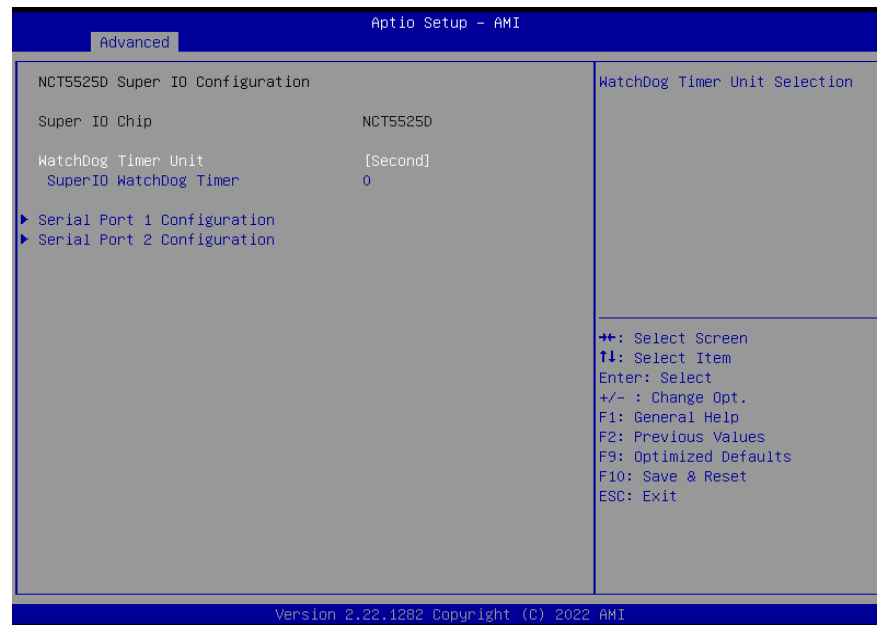 Aptio Setup – AMI
Advanced
NCT5525D Super IO Configuration
Super IO Chip NCT5525D
WatchDog Timer Unit [Second]
SuperIO WatchDog Timer 0
Serial Port 1 Configuration
Serial Port 2 Configuration
WatchDog Timer Unit Selection
→←: Select Screen
↑↓: Select Item
Enter: Select
+/- : Change Opt.
F1: General Help
F2: Previous Values
F9: Optimized Defaults
F10: Save & Reset
ESC: Exit
Version 2.22.1282 Copyright (C) 2022 AMI